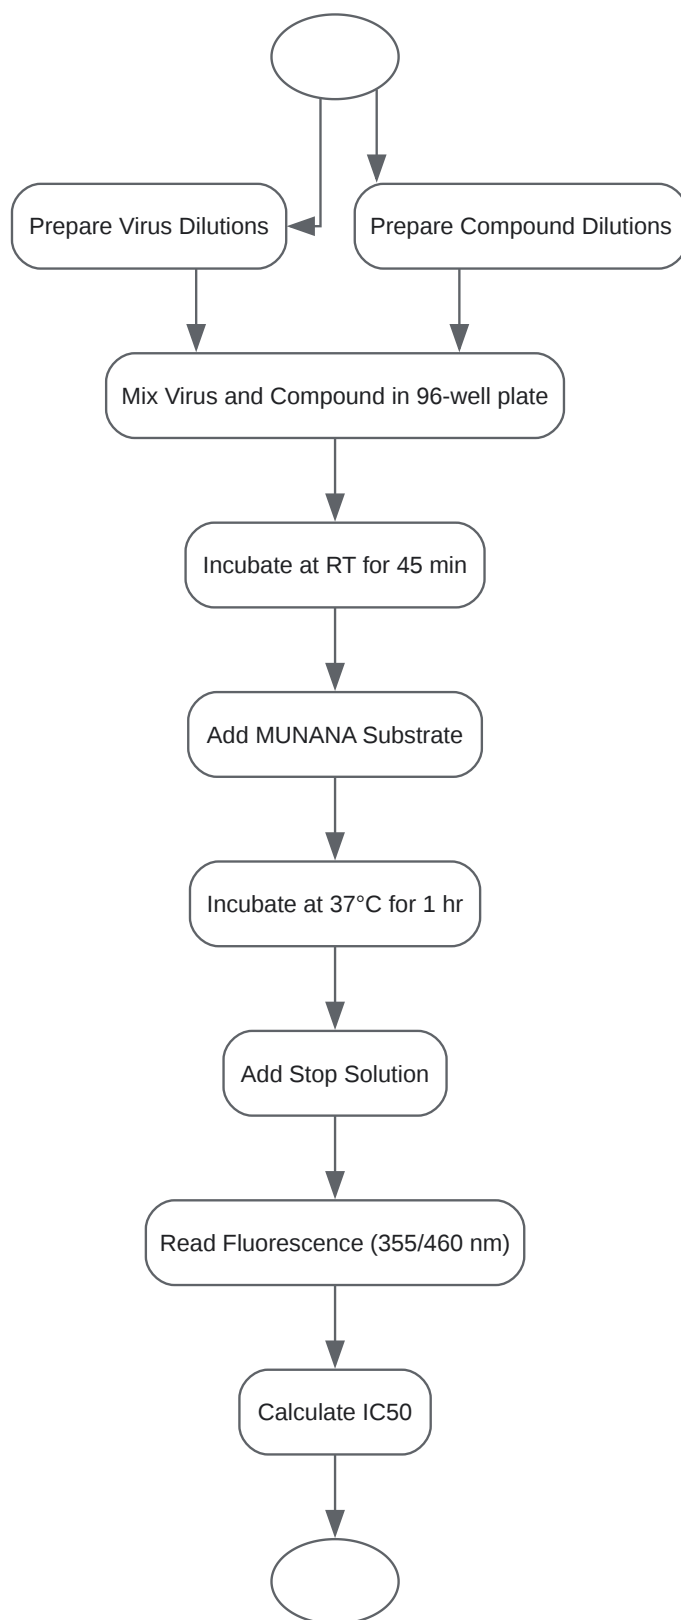 Prepare Virus Dilutions
Prepare Compound Dilutions
Mix Virus and Compound in 96-well plate
Incubate at RT for 45 min
Add MUNANA Substrate
Incubate at 37°C for 1 hr
Add Stop Solution
Read Fluorescence (355/460 nm)
Calculate IC50